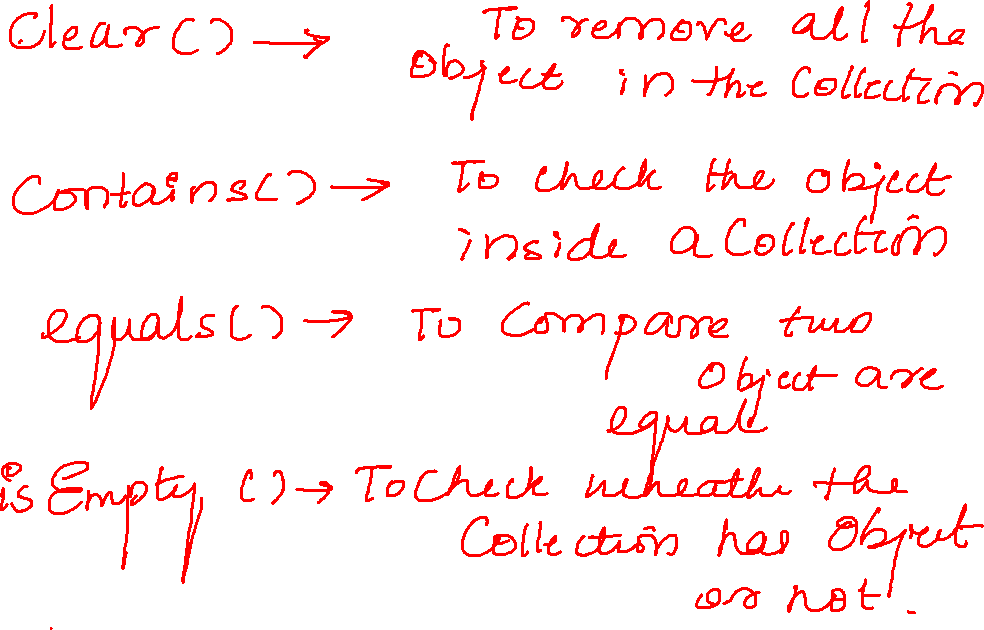 Clear() → To remove all the
Object in the Collection
Contains() → To check the object
inside a Collection
equals() → To Compare two
Object are
equal
isEmpty () → To Check wheather the
Collection has Object
or not.